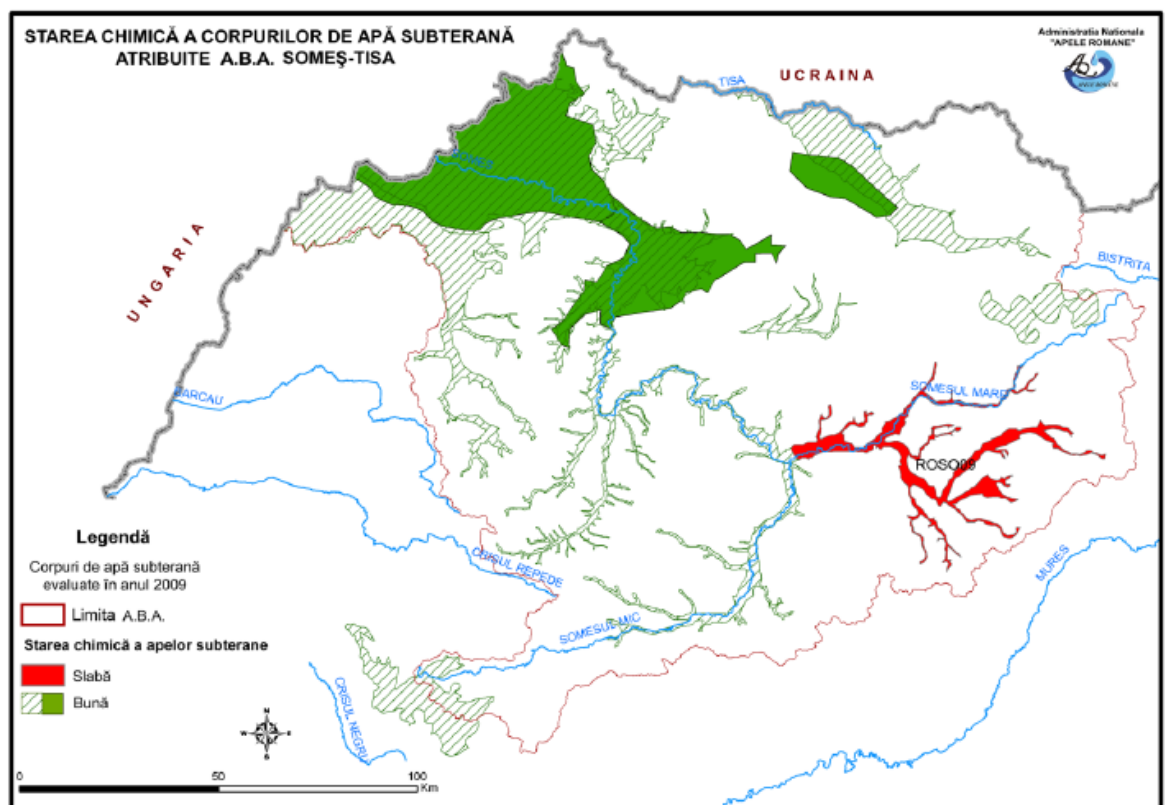 STAREA CHIMICĂ A CORPURILOR DE APĂ SUBTERANĂ
ATRIBUITE A.B.A. SOMEŞ-TISA
Administratia Nationala
"APELE ROMANE"
UCRAINA
TISA
SOMES
UNGARIA
BISTRITA
BARCAU
SOMESUL MARE
ROSO09
CRISUL REPEDE
MURES
SOMESUL MIC
CRISUL NEGRU
Legendă
Corpuri de apă subterană
evaluate în anul 2009
Limita A.B.A.
Starea chimică a apelor subterane
Slabă
Bună
N
W E
S
0 50 100
Km